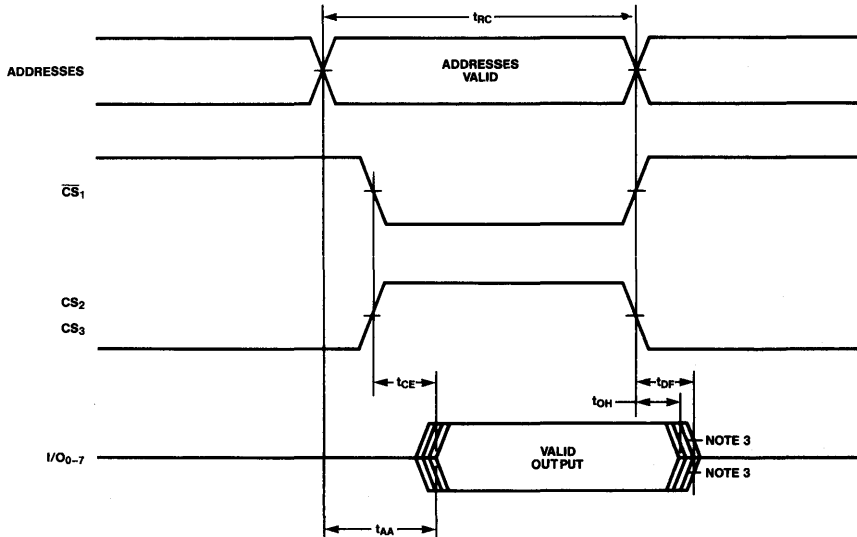 tRC
ADDRESSES
ADDRESSES
VALID
CS1
CS2
CS3
tCE
tDF
tOH
I/O0–7
VALID
OUTPUT
NOTE 3
NOTE 3
tAA